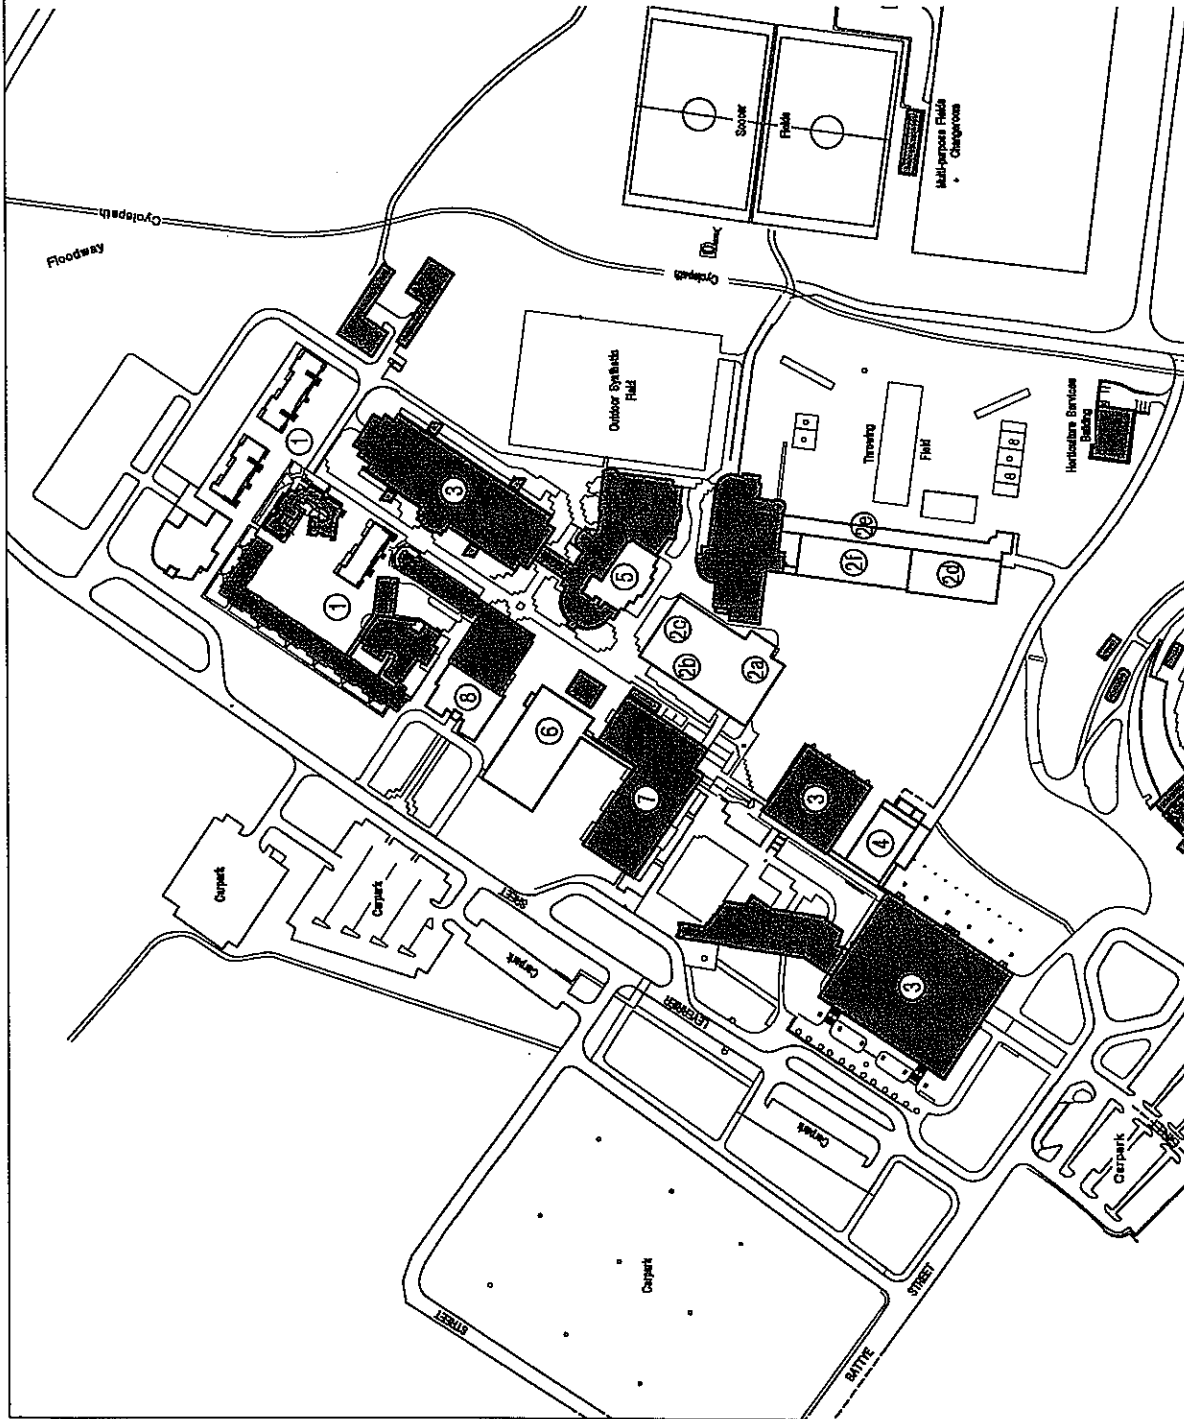 Floodway
Cyclepath
Soccer
Fields
Multi-purpose Fields
+ Changerooms
Cyclepath
Outdoor Synthetic
Field
Throwing
Field
Horticulture Services
Building
1
3
1
5
2c
2b
2a
2e
2f
2d
8
6
7
3
4
3
Carpark
Carpark
Carpark
STREET
LEVERRIER
Carpark
Carpark
Carpark
STREET
BATTYE
STREET
8
8